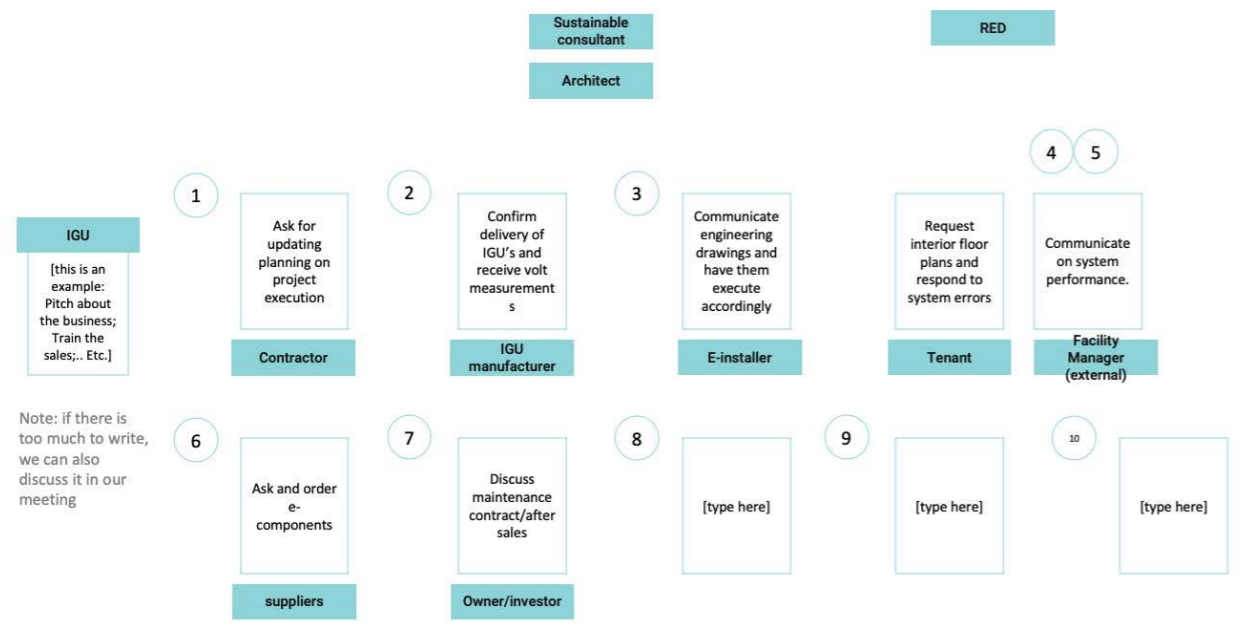 Sustainable
consultant
RED
Architect
4
5
1
2
3
IGU
[this is an
example:
Pitch about
the business;
Train the
sales;.. Etc.]
Ask for
updating
planning on
project
execution
Contractor
Confirm
delivery of
IGU's and
receive volt
measurement
s
IGU
manufacturer
Communicate
engineering
drawings and
have them
execute
accordingly
E-installer
Request
interior floor
plans and
respond to
system errors
Tenant
Communicate
on system
performance.
Facility
Manager
(external)
Note: if there is
too much to write,
we can also
discuss it in our
meeting
6
Ask and order
e-
components
suppliers
7
Discuss
maintenance
contract/after
sales
Owner/investor
8
[type here]
9
[type here]
10
[type here]